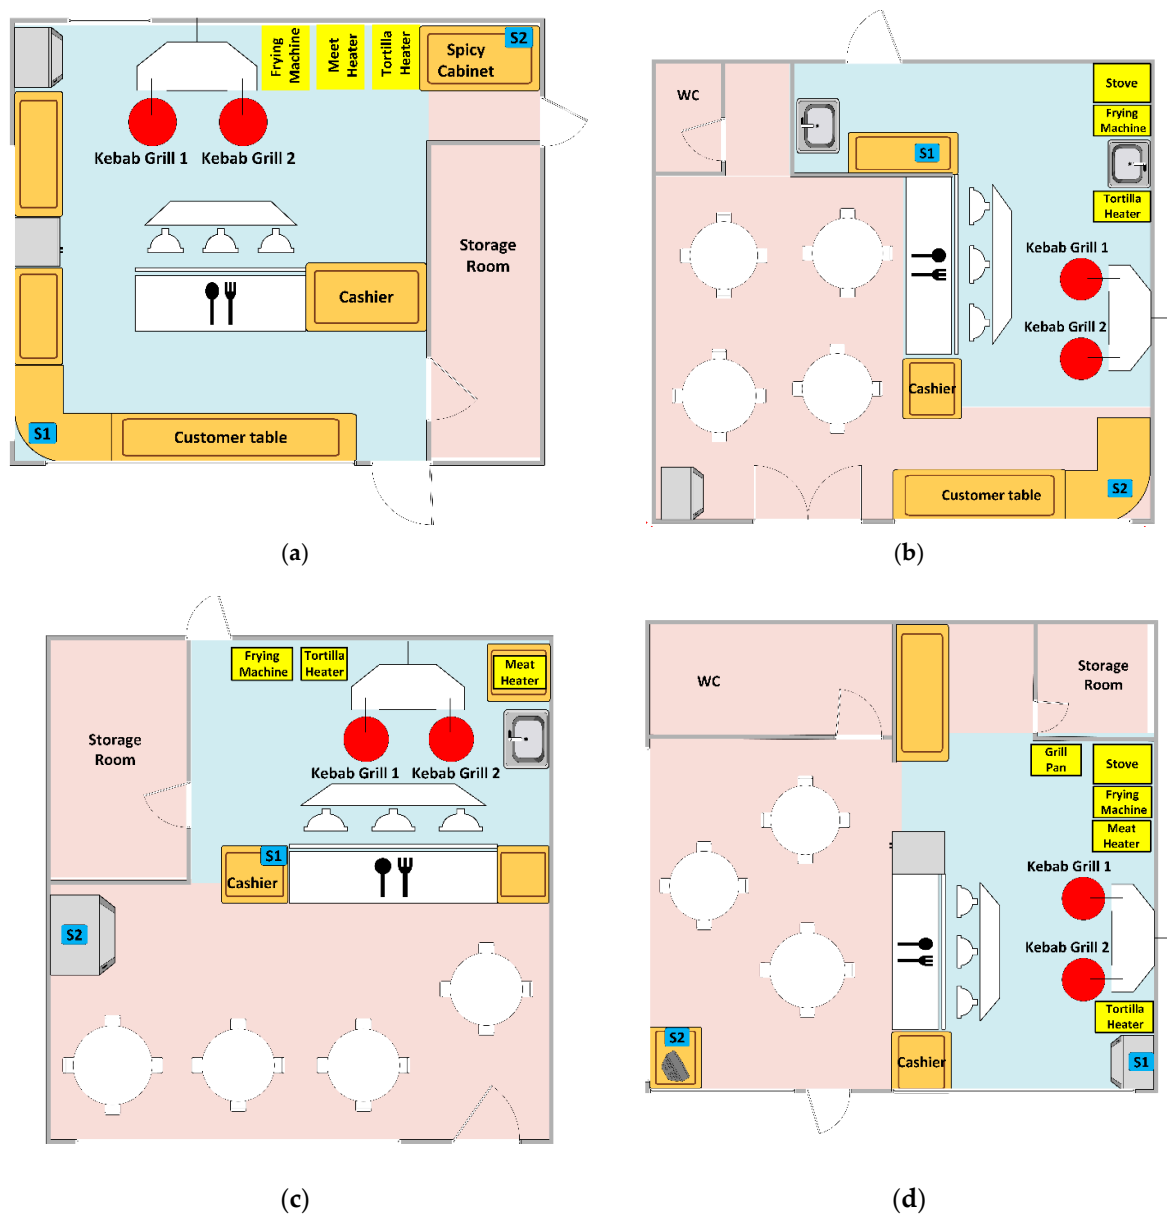 Frying
Machine
Meet
Heater
Tortilla
Heater
S2
Spicy
Cabinet
Kebab Grill 1
Kebab Grill 2
Storage
Room
Cashier
S1
Customer table
(a)
WC
S1
Stove
Frying
Machine
Tortilla
Heater
Kebab Grill 1
Kebab Grill 2
Cashier
Customer table
S2
(b)
Frying
Machine
Tortilla
Heater
Meat
Heater
Storage
Room
Kebab Grill 1
Kebab Grill 2
S1
Cashier
S2
(c)
WC
Storage
Room
Grill
Pan
Stove
Frying
Machine
Meat
Heater
Kebab Grill 1
Kebab Grill 2
Tortilla
Heater
S2
Cashier
S1
(d)